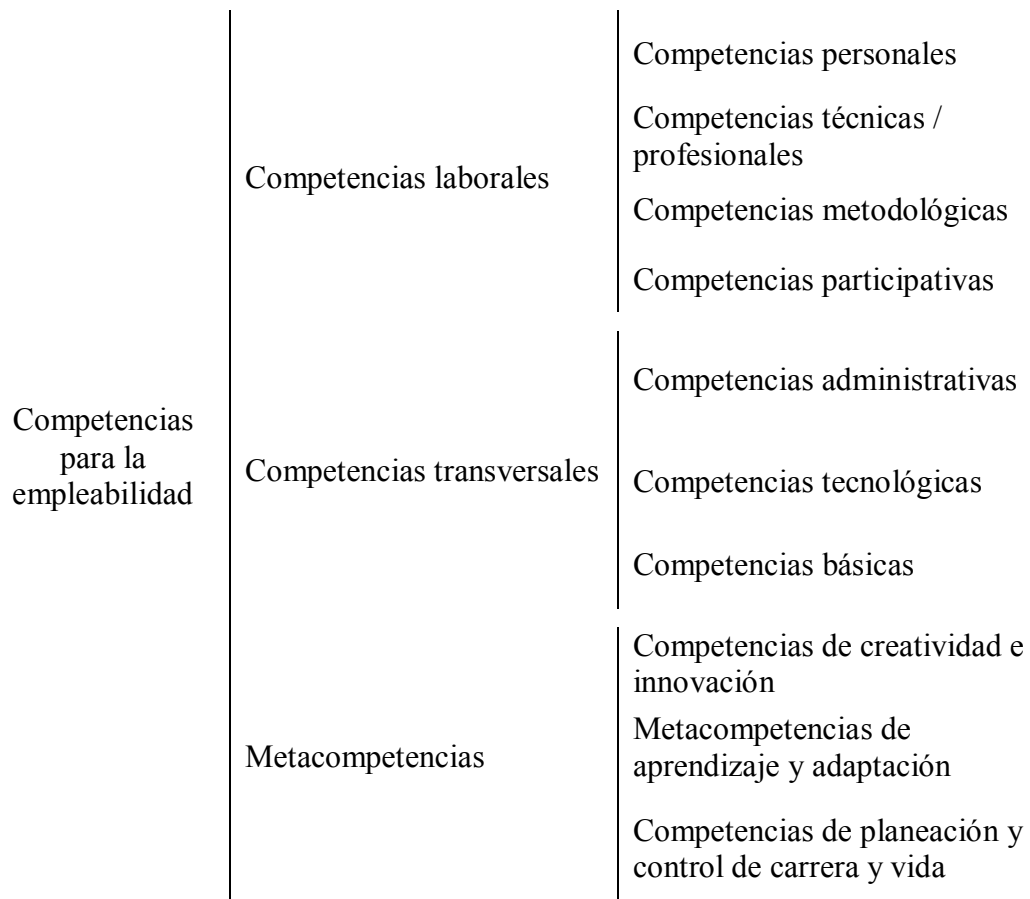 Competencias
para la
empleabilidad
Competencias laborales
Competencias personales
Competencias técnicas /
profesionales
Competencias metodológicas
Competencias participativas
Competencias transversales
Competencias administrativas
Competencias tecnológicas
Competencias básicas
Metacompetencias
Competencias de creatividad e
innovación
Metacompetencias de
aprendizaje y adaptación
Competencias de planeación y
control de carrera y vida